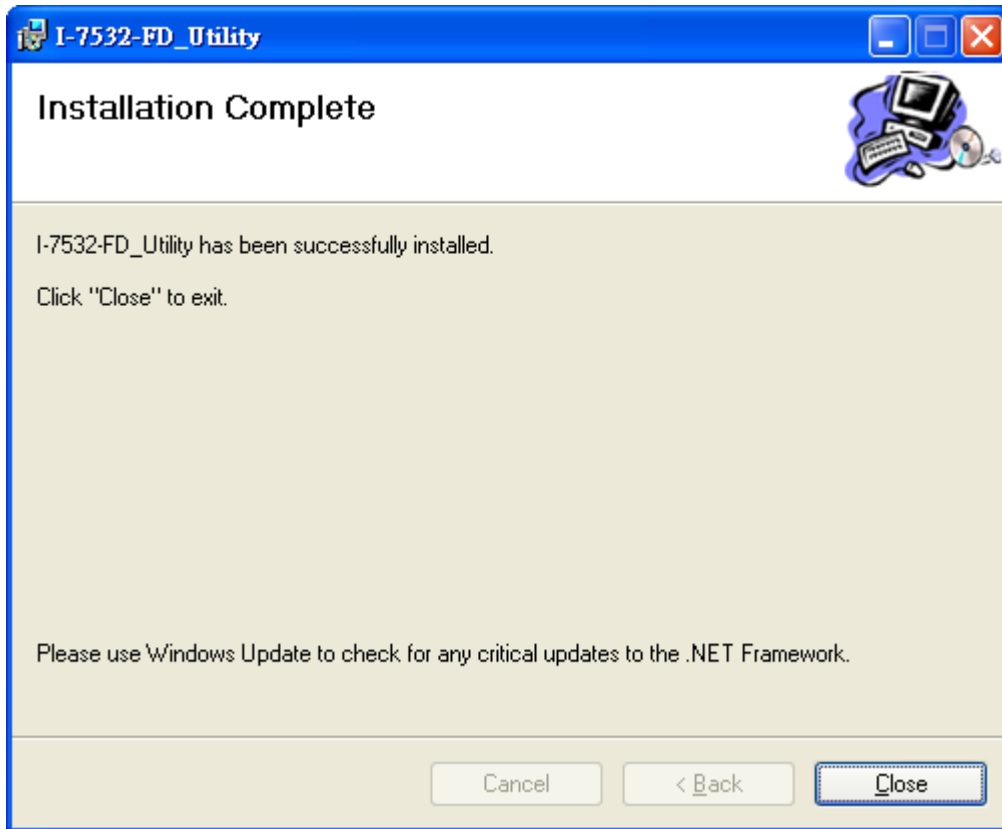 I-7532-FD_Utility
Installation Complete
I-7532-FD_Utility has been successfully installed.
Click "Close" to exit.
Please use Windows Update to check for any critical updates to the .NET Framework.
Cancel < Back Close